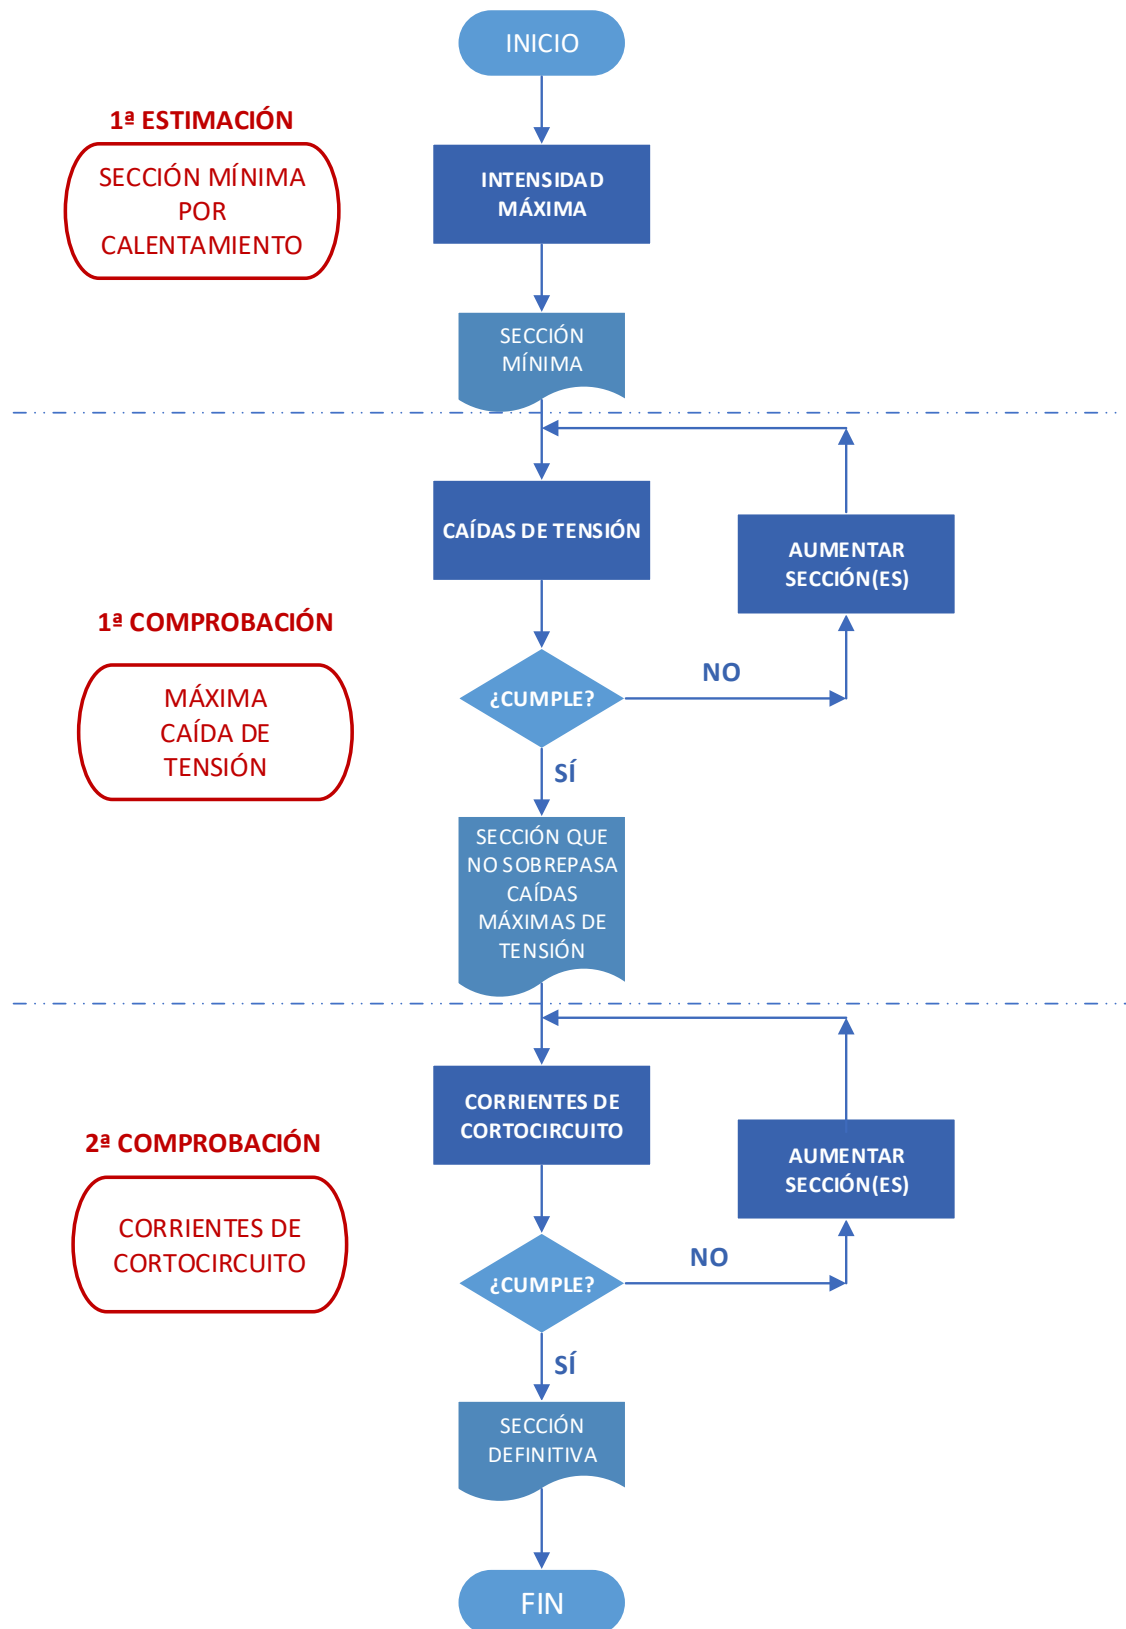 INICIO
1ª ESTIMACIÓN
SECCIÓN MÍNIMA
POR
CALENTAMIENTO
INTENSIDAD
MÁXIMA
SECCIÓN
MÍNIMA
CAÍDAS DE TENSIÓN
AUMENTAR
SECCIÓN(ES)
1ª COMPROBACIÓN
MÁXIMA
CAÍDA DE
TENSIÓN
¿CUMPLE?
NO
SÍ
SECCIÓN QUE
NO SOBREPASA
CAÍDAS
MÁXIMAS DE
TENSIÓN
CORRIENTES DE
CORTOCIRCUITO
AUMENTAR
SECCIÓN(ES)
2ª COMPROBACIÓN
CORRIENTES DE
CORTOCIRCUITO
¿CUMPLE?
NO
SÍ
SECCIÓN
DEFINITIVA
FIN